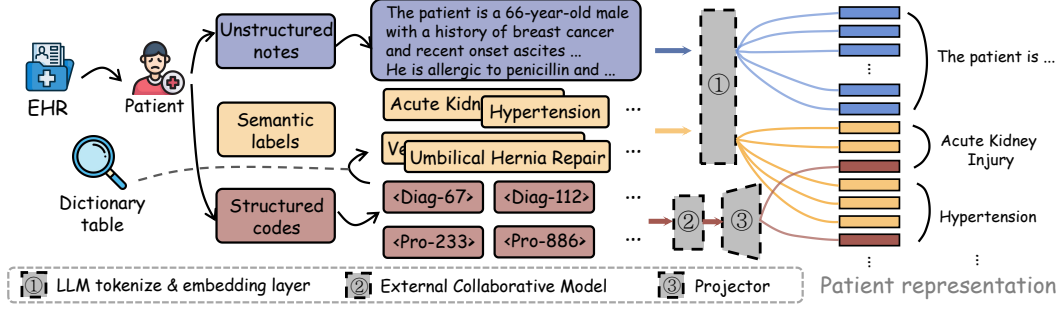 EHR
Patient
Dictionary
table
Unstructured
notes
Semantic
labels
Structured
codes
The patient is a 66-year-old male
with a history of breast cancer
and recent onset ascites ...
He is allergic to penicillin and ...
Acute Kidn
Hypertension
...
Ve
Umbilical Hernia Repair
<Diag-67>
<Diag-112>
...
<Pro-233>
<Pro-886>
...
①
②
③
...
The patient is ...
Acute Kidney
Injury
Hypertension
...
...
① LLM tokenize & embedding layer
② External Collaborative Model
③ Projector
Patient representation